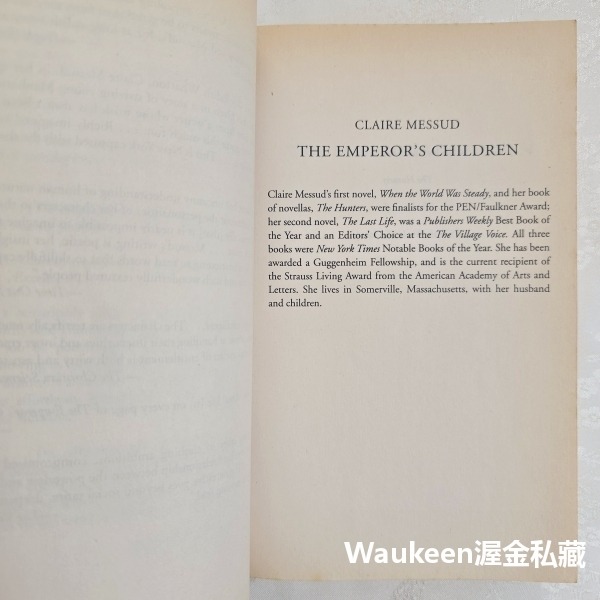 CLAIRE MESSUD
THE EMPEROR'S CHILDREN
Claire Messud's first novel, When the World Was Steady, and her book
of novellas, The Hunters, were finalists for the PEN/Faulkner Award;
her second novel, The Last Life, was a Publishers Weekly Best Book of
the Year and an Editors' Choice at the The Village Voice. All three
books were New York Times Notable Books of the Year. She has been
awarded a Guggenheim Fellowship, and is the current recipient of
the Strauss Living Award from the American Academy of Arts and
Letters. She lives in Somerville, Massachusetts, with her husband
and children.
Waukeen渥金私藏